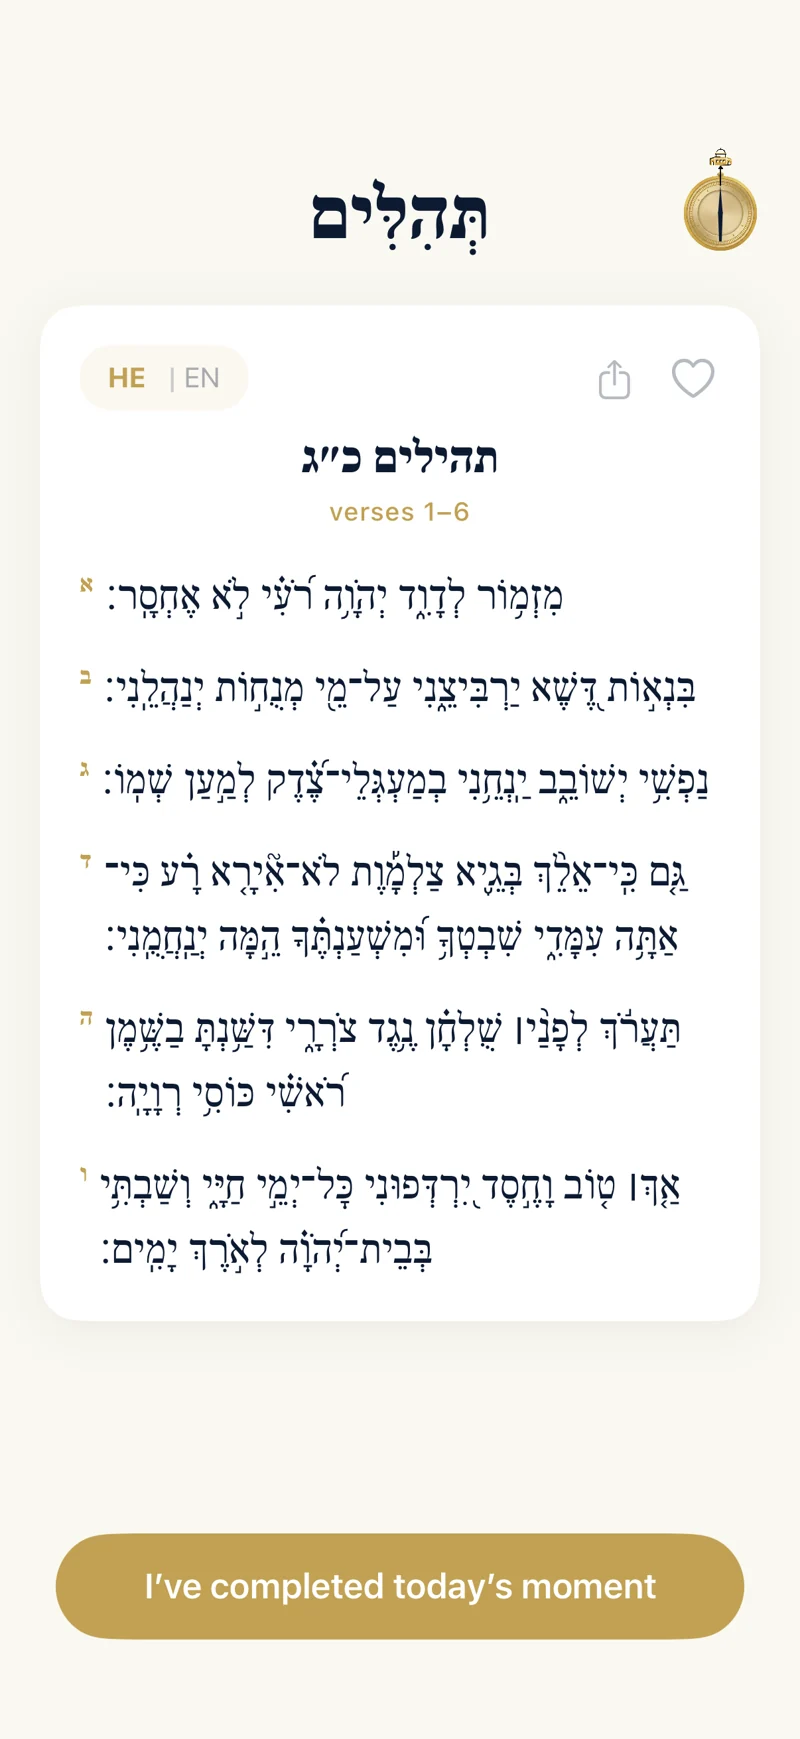 תְּהִלִּים
HE | EN
תהילים כ״ג
verses 1–6
א מִזְמ֥וֹר לְדָוִ֑ד יְהֹוָ֥ה רֹ֝עִ֗י לֹ֣א אֶחְסָֽר׃
ב בִּנְא֣וֹת דֶּ֭שֶׁא יַרְבִּיצֵ֑נִי עַל־מֵ֖י מְנֻח֣וֹת יְנַהֲלֵֽנִי׃
ג נַפְשִׁ֥י יְשׁוֹבֵ֑ב יַֽנְחֵ֥נִי בְמַעְגְּלֵי־צֶ֝֗דֶק לְמַ֣עַן שְׁמֽוֹ׃
ד גַּ֤ם כִּֽי־אֵלֵ֨ךְ בְּגֵ֪יא צַלְמָ֡וֶת לֹא־אִ֘ירָ֤א רָ֗ע כִּי־
אַתָּ֥ה עִמָּדִ֑י שִׁבְטְךָ֥ וּ֝מִשְׁעַנְתֶּ֗ךָ הֵ֣מָּה יְנַֽחֲמֻֽנִי׃
ה תַּעֲרֹ֬ךְ לְפָנַ֨י׀ שֻׁלְחָ֗ן נֶ֥גֶד צֹרְרָ֑י דִּשַּׁ֥נְתָּ בַשֶּׁ֥מֶן
רֹ֝אשִׁ֗י כּוֹסִ֥י רְוָיָֽה׃
ו אַ֤ךְ׀ ט֤וֹב וָחֶ֣סֶד יִ֭רְדְּפוּנִי כׇּל־יְמֵ֣י חַיָּ֑י וְשַׁבְתִּ֥י
בְּבֵית־יְ֝הֹוָ֗ה לְאֹ֣רֶךְ יָמִֽים׃
I’ve completed today’s moment